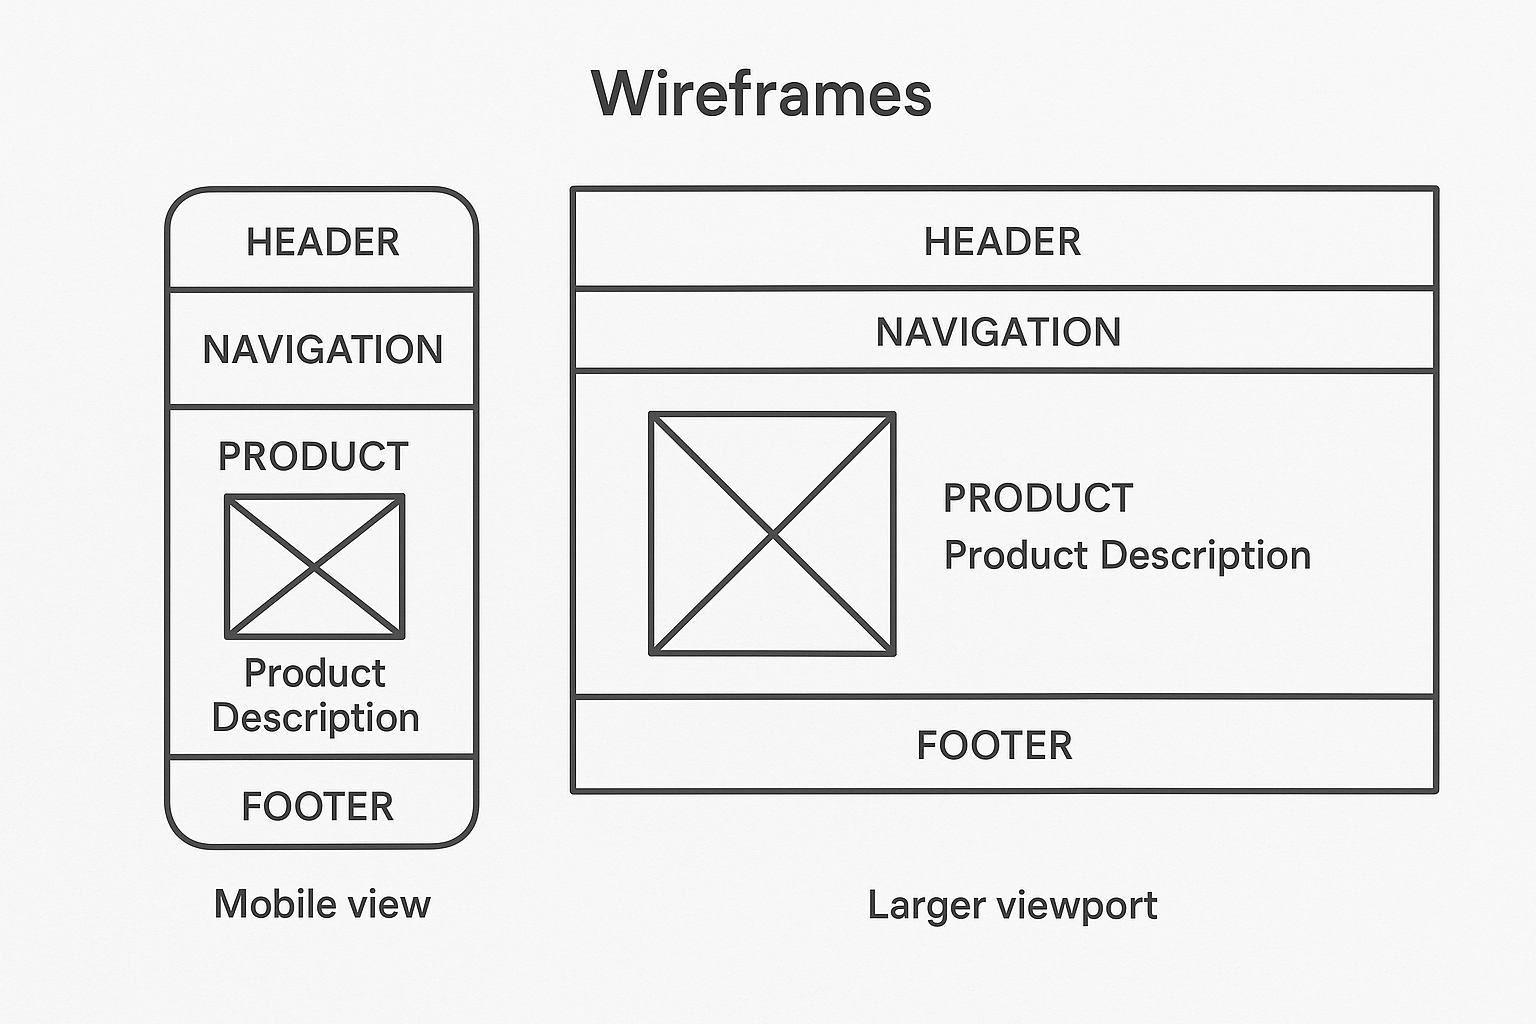 Wireframes
HEADER
NAVIGATION
PRODUCT
Product
Description
FOOTER
Mobile view
HEADER
NAVIGATION
PRODUCT
Product Description
FOOTER
Larger viewport